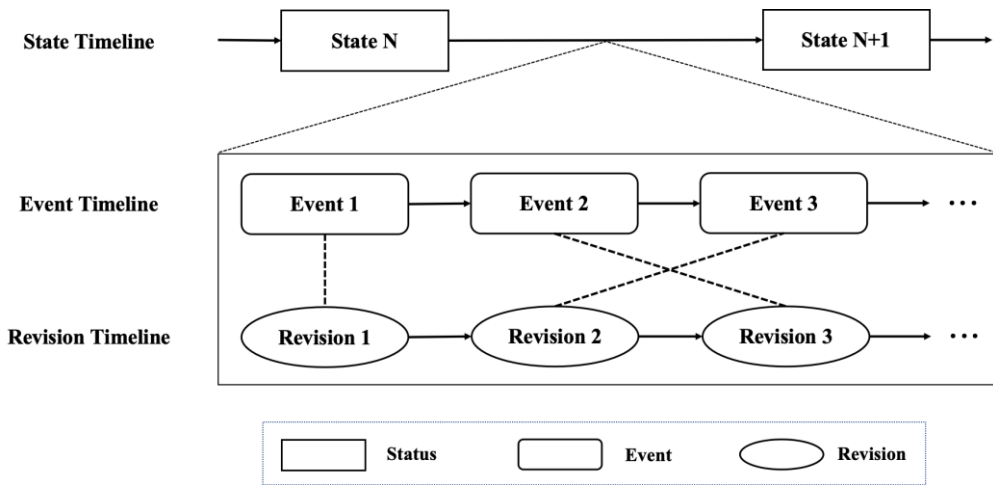 State Timeline
State N
State N+1
Event Timeline
Event 1
Event 2
Event 3
...
Revision Timeline
Revision 1
Revision 2
Revision 3
...
Status
Event
Revision